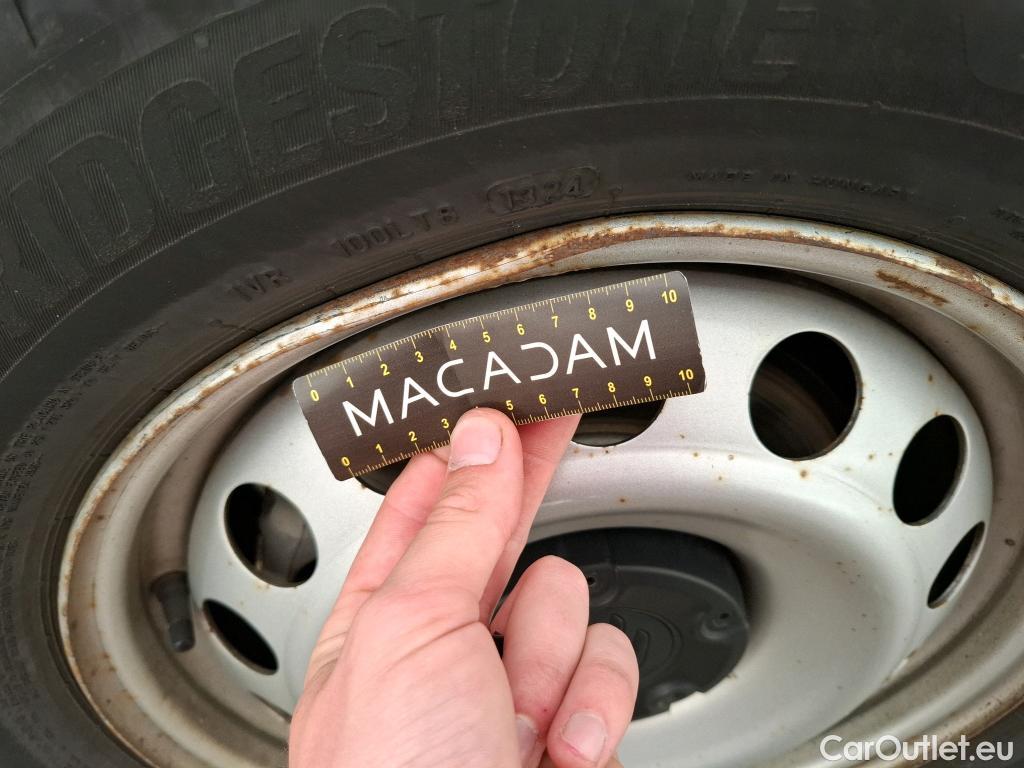 BRIDGESTONE
1VR 100LT8 1324 MADE IN HUNGARY
0 1 2 3 4 5 6 7 8 9 10
MACADAM
0 1 2 3 5 6 7 8 9 10
CarOutlet.eu